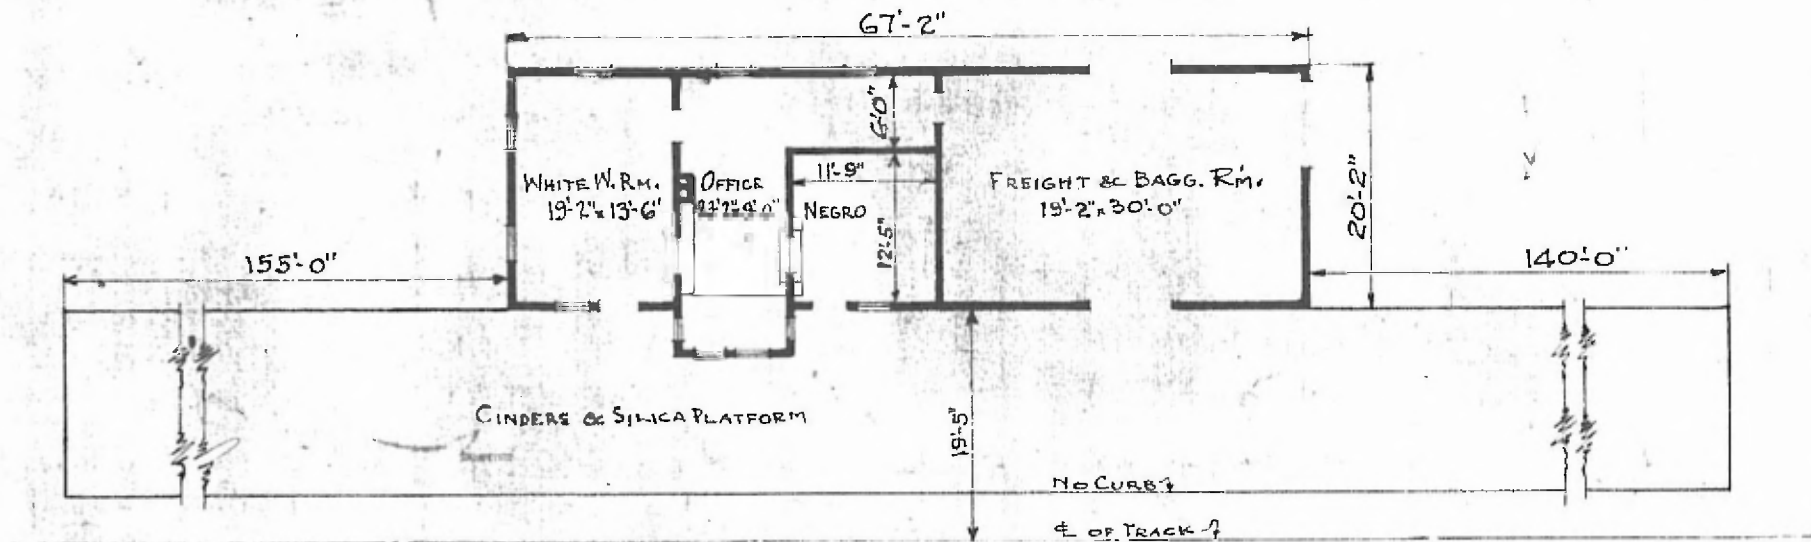 67'-2"
6'0"
WHITE W. RM.
19'-2" x 13'-6"
OFFICE
11'-9"
NEGRO
12'-5"
FREIGHT & BAGG. RM.
19'-2" x 30'-0"
20'-2"
155'-0"
140'-0"
CINDERS & SILICA PLATFORM
19'-5"
NO CURB
℄ OF TRACK